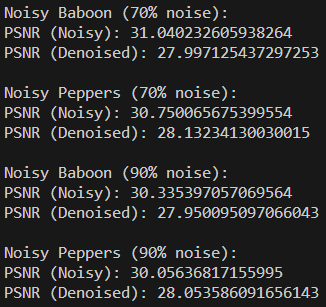 Noisy Baboon (70% noise):
PSNR (Noisy): 31.040232605938264
PSNR (Denoised): 27.997125437297253
Noisy Peppers (70% noise):
PSNR (Noisy): 30.750065675399554
PSNR (Denoised): 28.13234130030015
Noisy Baboon (90% noise):
PSNR (Noisy): 30.335397057069564
PSNR (Denoised): 27.950095097066043
Noisy Peppers (90% noise):
PSNR (Noisy): 30.05636817155995
PSNR (Denoised): 28.053586091656143